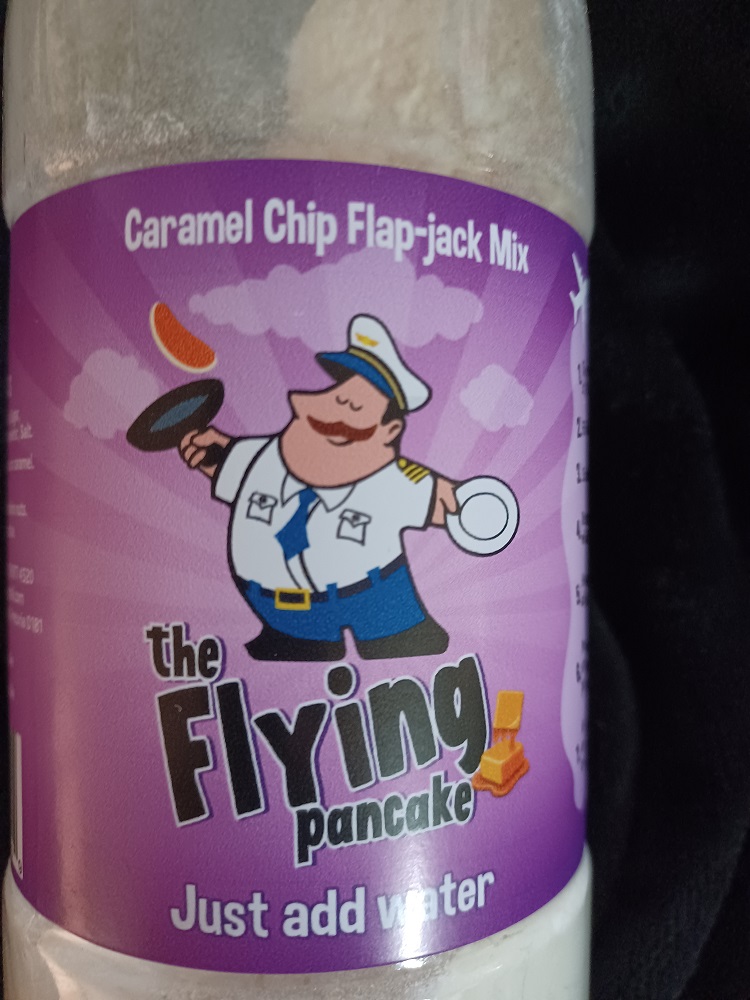 Caramel Chip Flap-jack Mix
the
Flying
pancake
Just add water